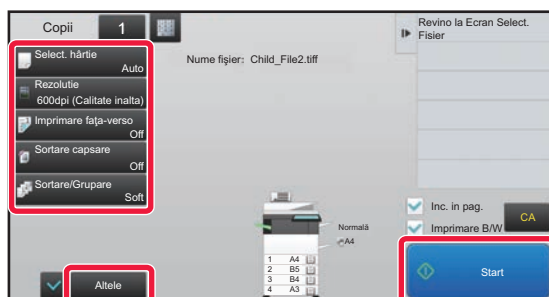 Copii 1
Revino la Ecran Select.
Fisier
Select. hârtie
Auto
Nume fişier: Child_File2.tiff
Rezolutie
600dpi (Calitate inalta)
Imprimare faţa-verso
Off
Sortare capsare
Off
Sortare/Grupare
Soft
Normală
A4
1 A4
2 B5
3 B4
4 A3
Inc. in pag.
Imprimare B/W
CA
Altele
Start